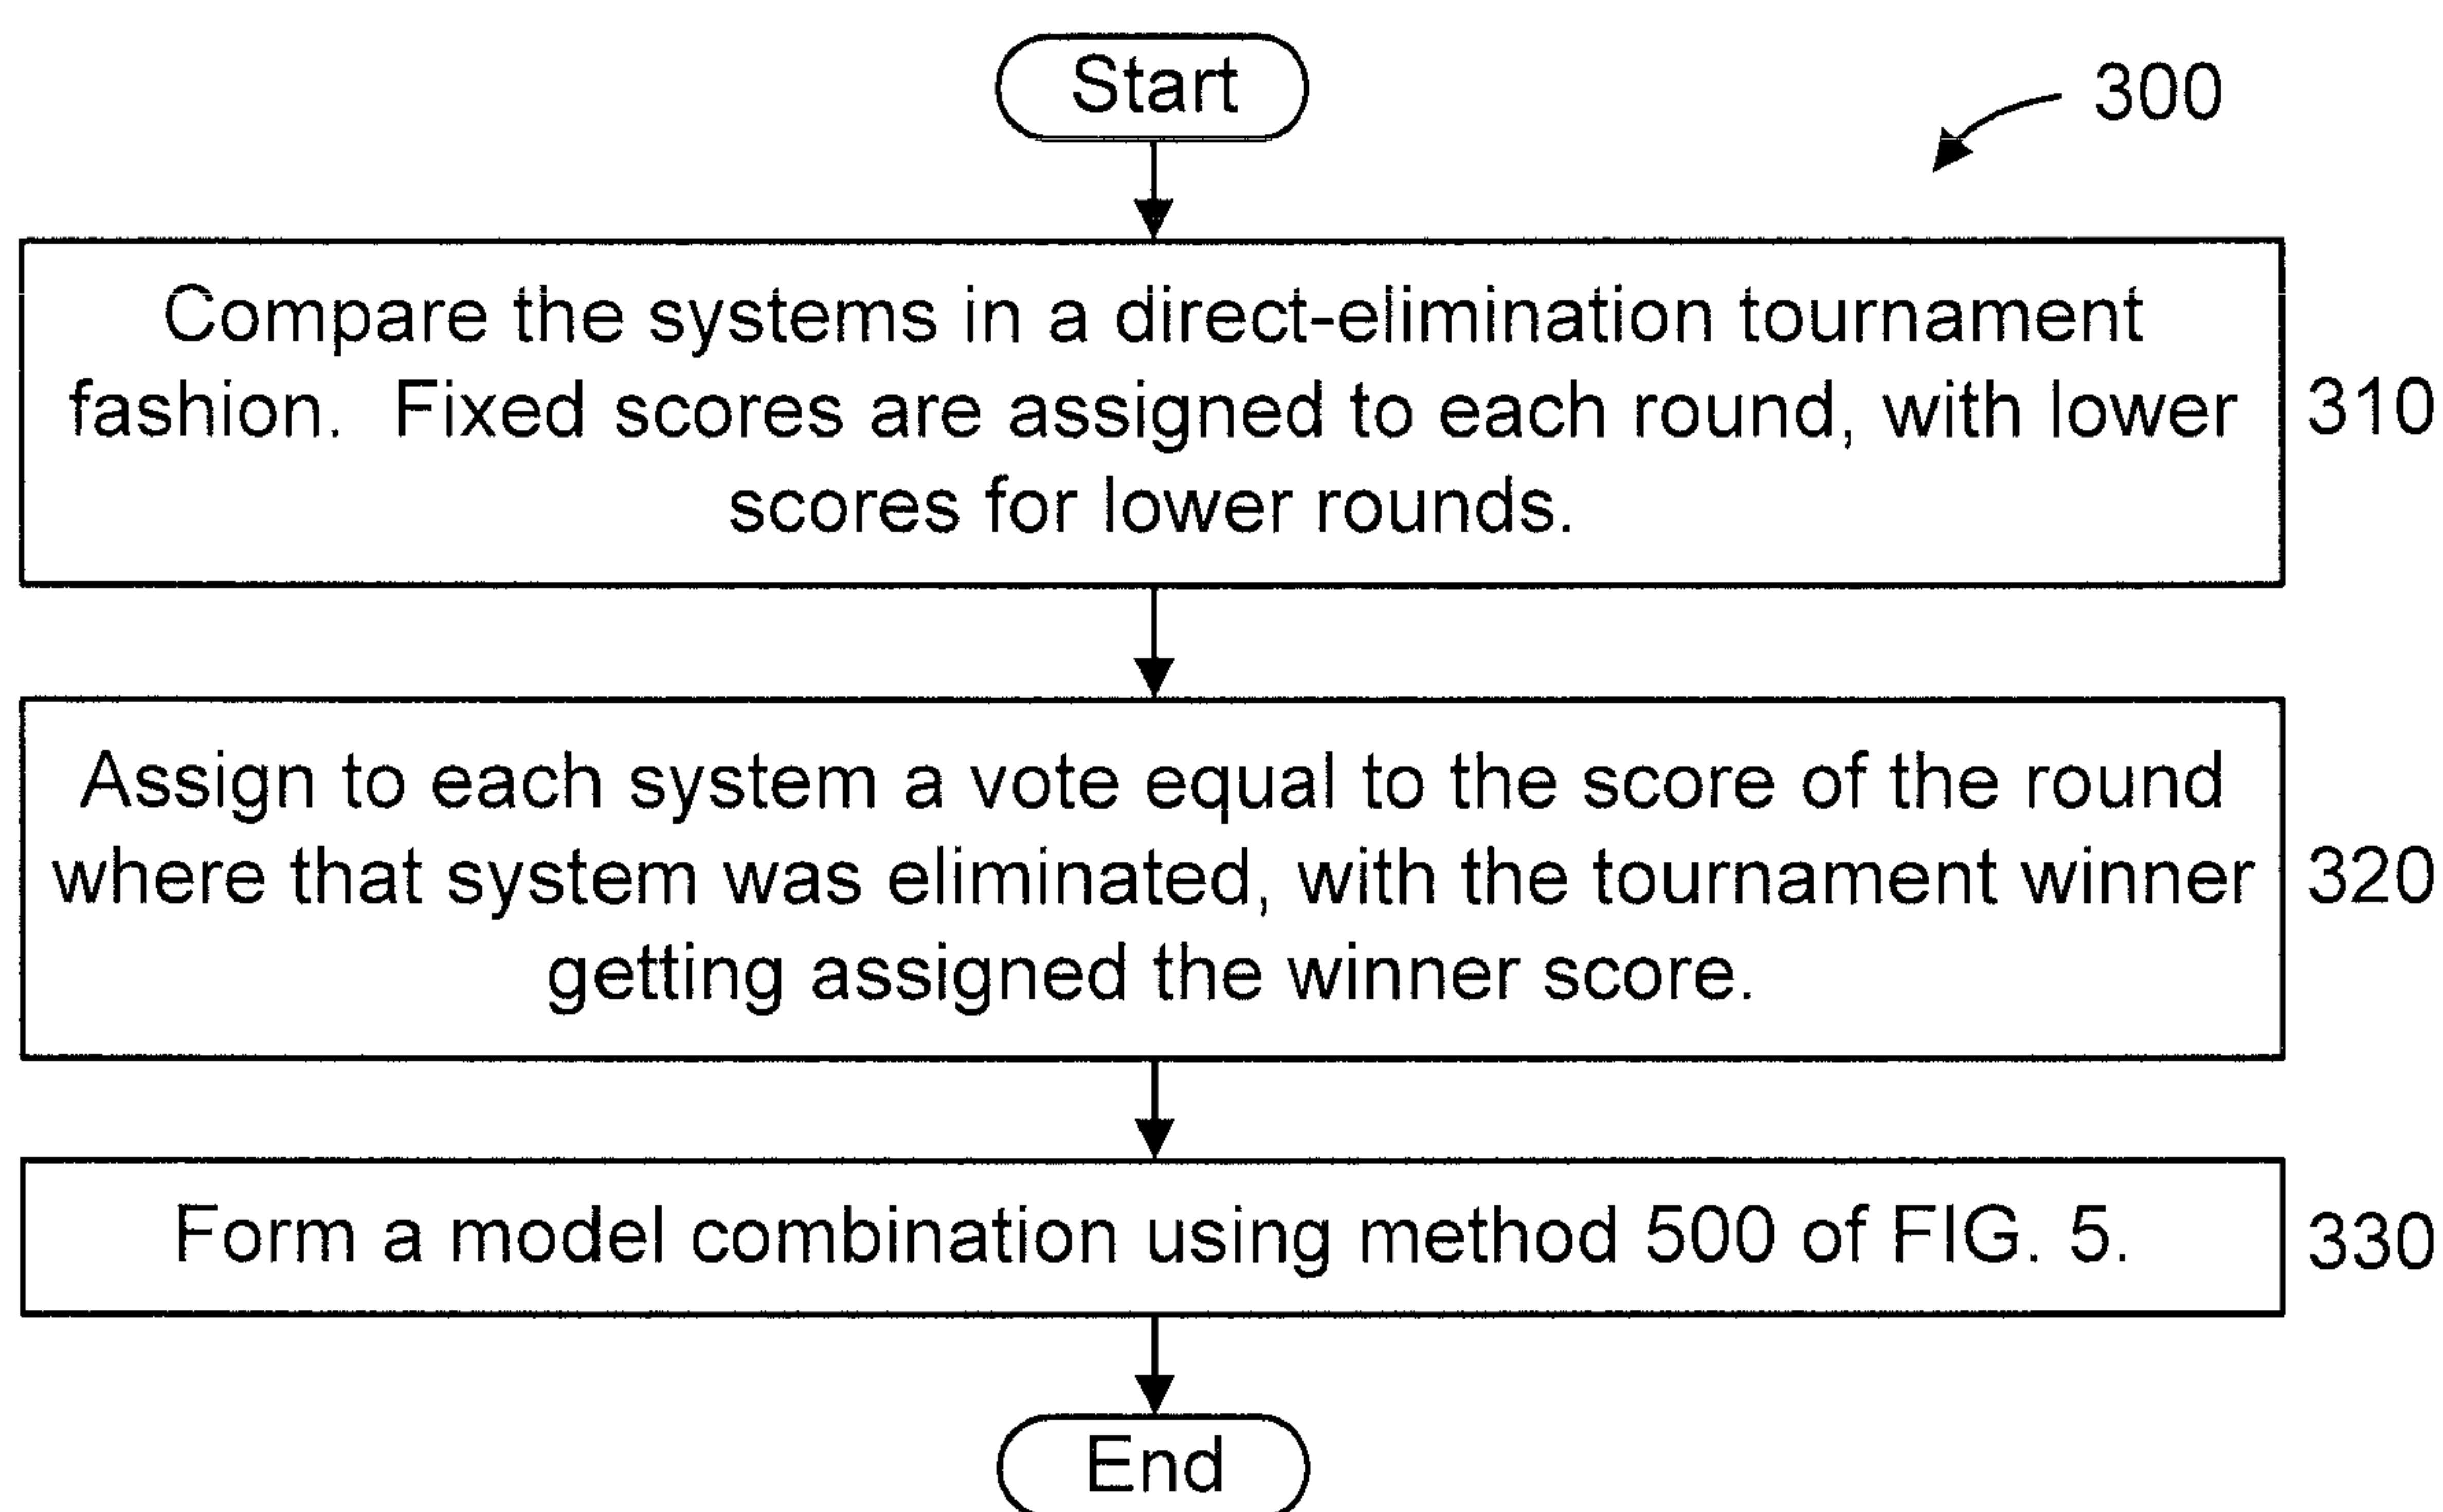 Start
300
Compare the systems in a direct-elimination tournament
fashion. Fixed scores are assigned to each round, with lower
scores for lower rounds.
310
Assign to each system a vote equal to the score of the round
where that system was eliminated, with the tournament winner
getting assigned the winner score.
320
Form a model combination using method 500 of FIG. 5.
330
End